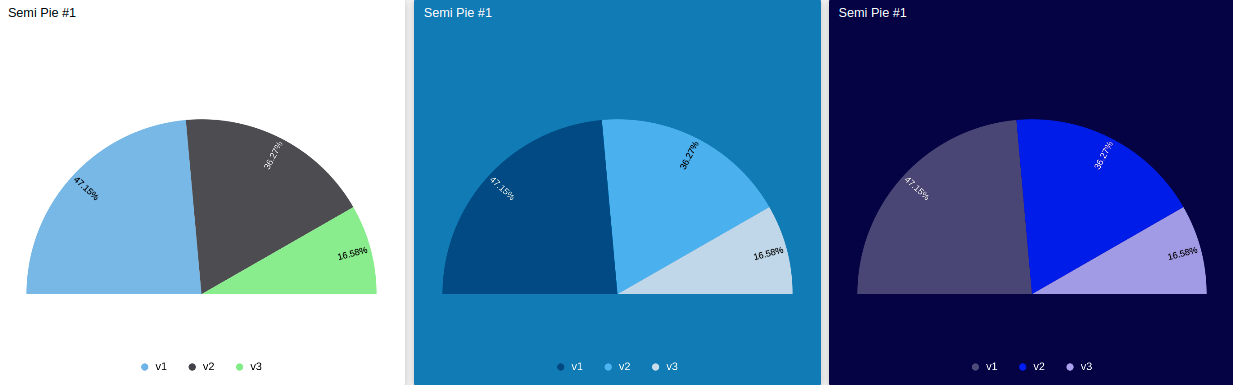 Semi Pie #1
47.15%
36.27%
16.58%
v1 v2 v3
Semi Pie #1
47.15%
36.27%
16.58%
v1 v2 v3
Semi Pie #1
47.15%
36.27%
16.58%
v1 v2 v3